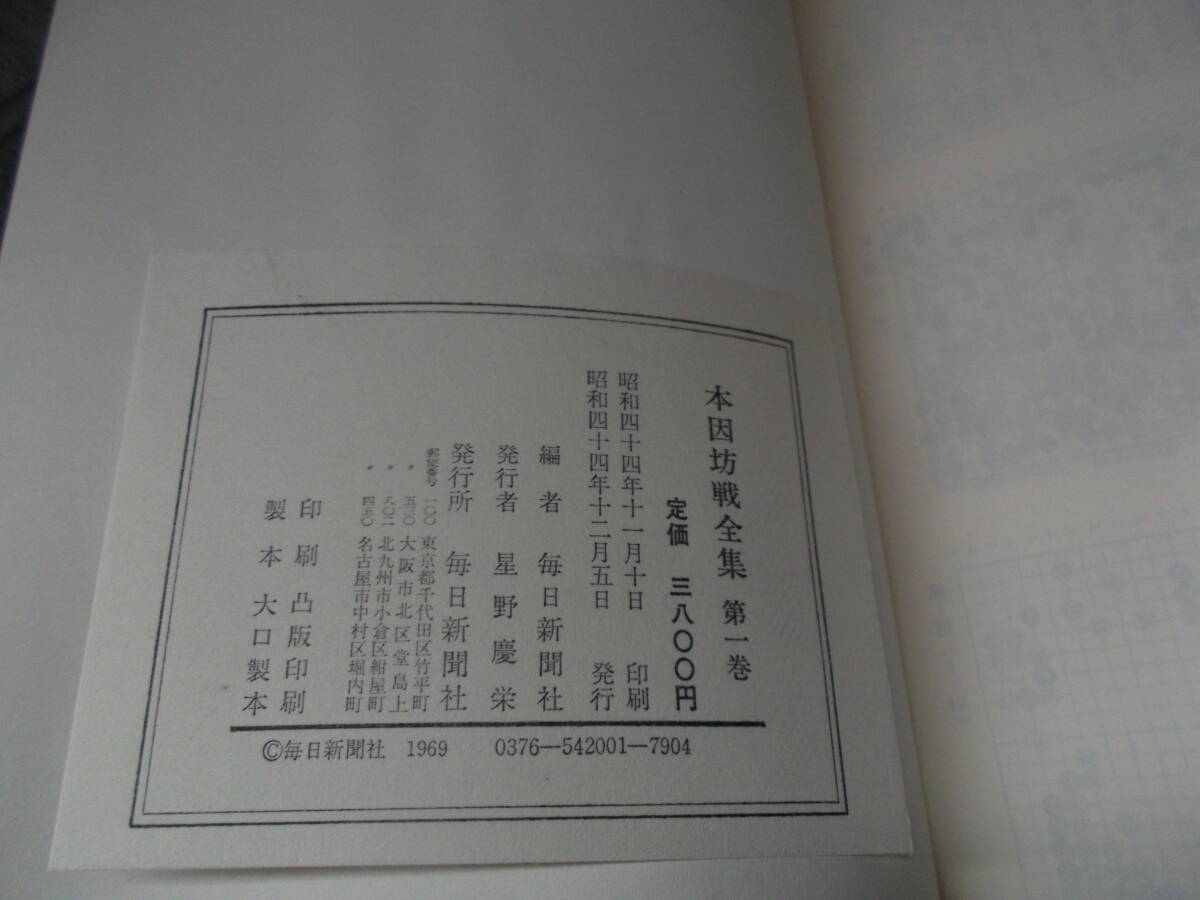 本因坊戦全集 第一巻
定価 三八〇〇円
昭和四十四年十一月十日 印刷
昭和四十四年十二月五日 発行
編者 毎日新聞社
発行者 星野慶栄
発行所 毎日新聞社
郵便番号 一〇〇 東京都千代田区竹平町
〃 五三〇 大阪市北区堂島上
〃 八〇二 北九州市小倉区紺屋町
〃 四五〇 名古屋市中村区堀内町
印刷 凸版印刷
製本 大口製本
©毎日新聞社 1969 0376—542001—7904